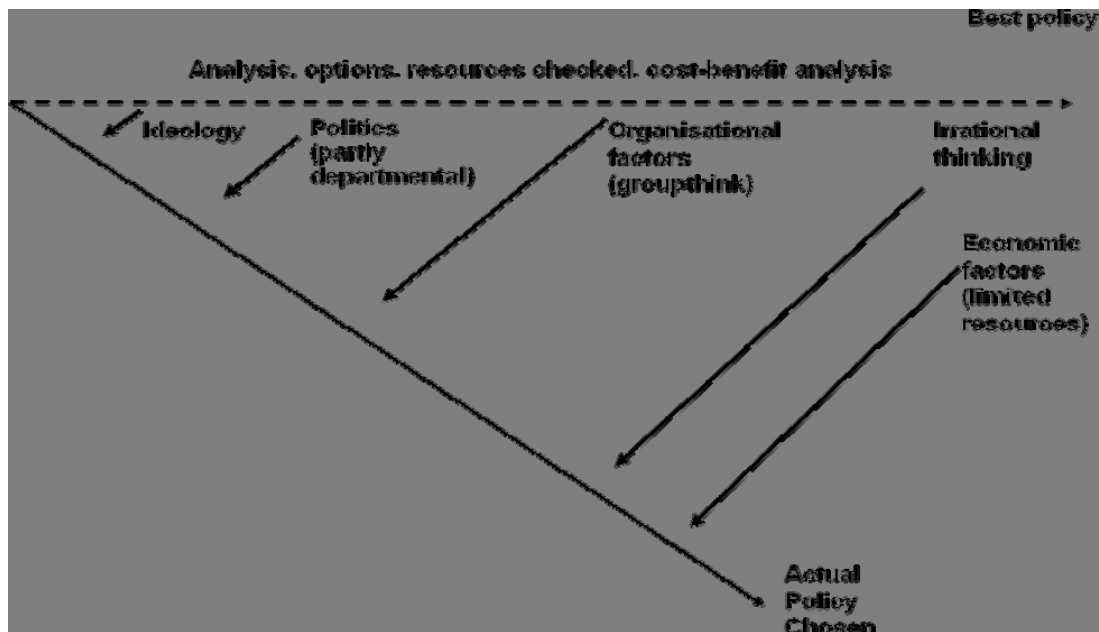 Best policy
Analysis. options. resources checked. cost-benefit analysis
Ideology
Politics
(partly
departmental)
Organisational
factors
(groupthink)
Irrational
thinking
Economic
factors
(limited
resources)
Actual
Policy
Chosen